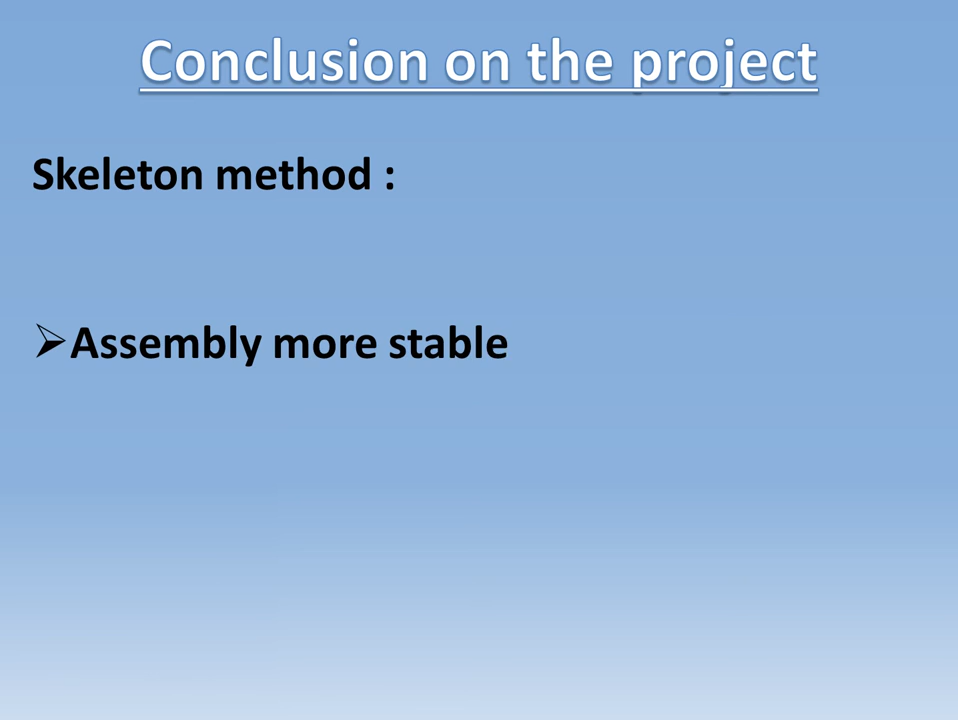 Conclusion on the project
Skeleton method :
➢Assembly more stable